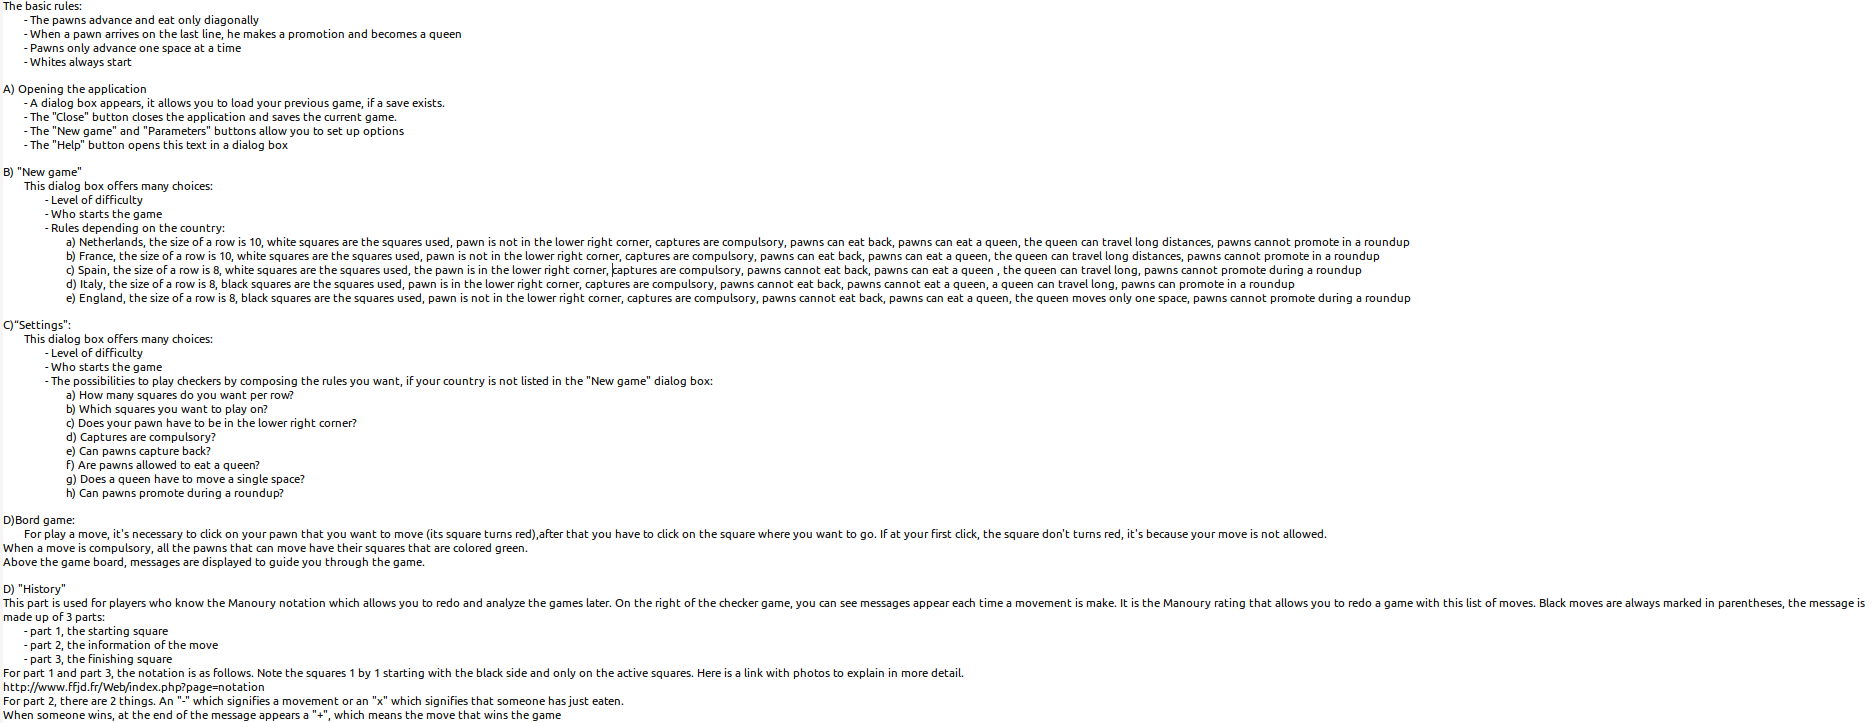 The basic rules:
- The pawns advance and eat only diagonally
- When a pawn arrives on the last line, he makes a promotion and becomes a queen
- Pawns only advance one space at a time
- Whites always start
A) Opening the application
- A dialog box appears, it allows you to load your previous game, if a save exists.
- The "Close" button closes the application and saves the current game.
- The "New game" and "Parameters" buttons allow you to set up options
- The "Help" button opens this text in a dialog box
B) "New game"
This dialog box offers many choices:
- Level of difficulty
- Who starts the game
- Rules depending on the country:
a) Netherlands, the size of a row is 10, white squares are the squares used, pawn is not in the lower right corner, captures are compulsory, pawns can eat back, pawns can eat a queen, the queen can travel long distances, pawns cannot promote in a roundup
b) France, the size of a row is 10, white squares are the squares used, pawn is not in the lower right corner, captures are compulsory, pawns can eat back, pawns can eat a queen, the queen can travel long distances, pawns cannot promote in a roundup
c) Spain, the size of a row is 8, white squares are the squares used, the pawn is in the lower right corner, captures are compulsory, pawns cannot eat back, pawns can eat a queen , the queen can travel long, pawns cannot promote during a roundup
d) Italy, the size of a row is 8, black squares are the squares used, pawn is in the lower right corner, captures are compulsory, pawns cannot eat back, pawns cannot eat a queen, a queen can travel long, pawns can promote in a roundup
e) England, the size of a row is 8, black squares are the squares used, pawn is not in the lower right corner, captures are compulsory, pawns cannot eat back, pawns can eat a queen, the queen moves only one space, pawns cannot promote during a roundup
C)“Settings":
This dialog box offers many choices:
- Level of difficulty
- Who starts the game
- The possibilities to play checkers by composing the rules you want, if your country is not listed in the "New game" dialog box:
a) How many squares do you want per row?
b) Which squares you want to play on?
c) Does your pawn have to be in the lower right corner?
d) Captures are compulsory?
e) Can pawns capture back?
f) Are pawns allowed to eat a queen?
g) Does a queen have to move a single space?
h) Can pawns promote during a roundup?
D)Bord game:
For play a move, it's necessary to click on your pawn that you want to move (its square turns red),after that you have to click on the square where you want to go. If at your first click, the square don't turns red, it's because your move is not allowed.
When a move is compulsory, all the pawns that can move have their squares that are colored green.
Above the game board, messages are displayed to guide you through the game.
D) "History"
This part is used for players who know the Manoury notation which allows you to redo and analyze the games later. On the right of the checker game, you can see messages appear each time a movement is make. It is the Manoury rating that allows you to redo a game with this list of moves. Black moves are always marked in parentheses, the message is
made up of 3 parts:
- part 1, the starting square
- part 2, the information of the move
- part 3, the finishing square
For part 1 and part 3, the notation is as follows. Note the squares 1 by 1 starting with the black side and only on the active squares. Here is a link with photos to explain in more detail.
http://www.ffjd.fr/Web/index.php?page=notation
For part 2, there are 2 things. An "-" which signifies a movement or an "x" which signifies that someone has just eaten.
When someone wins, at the end of the message appears a "+", which means the move that wins the game